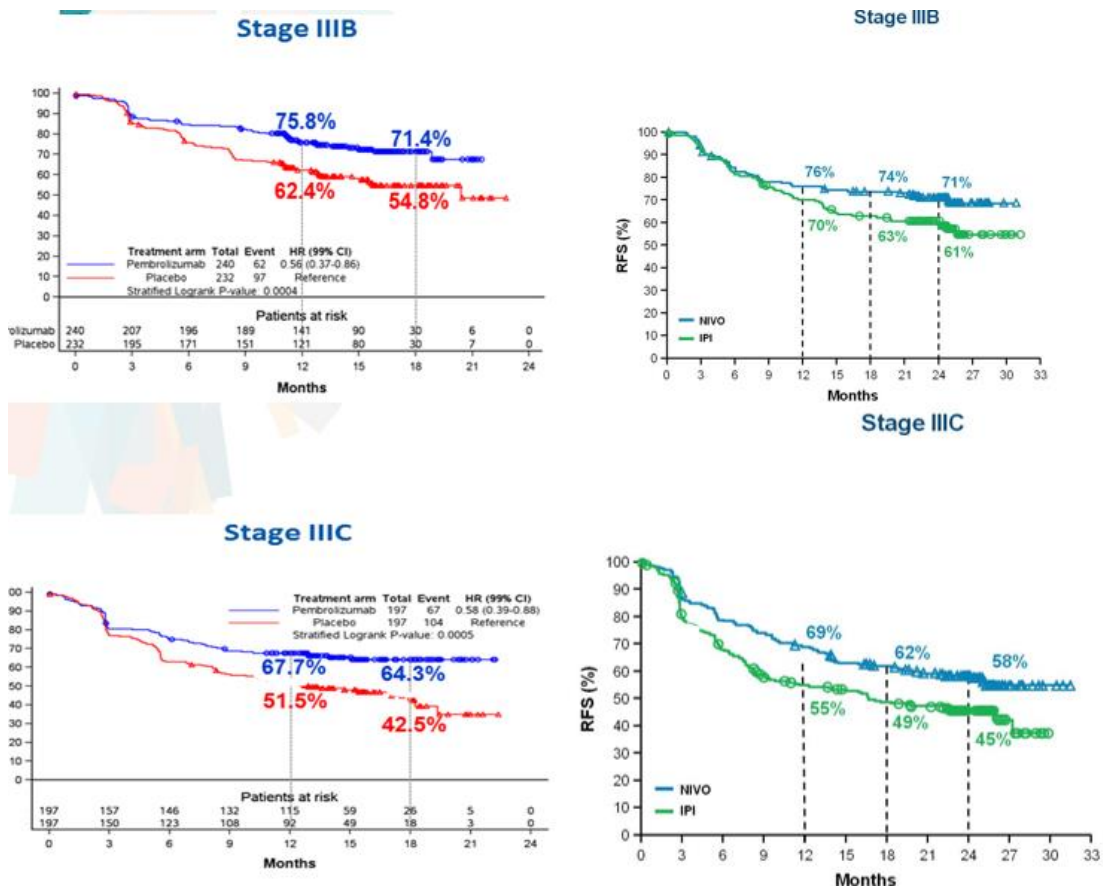 Stage IIIB
100
90
80
70
60
50
40
30
20
10
0
75.8%
71.4%
62.4%
54.8%
Treatment arm Total Event HR (99% CI)
Pembrolizumab 240 62 0.56 (0.37-0.86)
Placebo 232 97 Reference
Stratified Logrank P-value: 0.0004
Patients at risk
olizumab 240 207 196 189 141 90 30 6 0
Placebo 232 195 171 151 121 80 30 7 0
0 3 6 9 12 15 18 21 24
Months
Stage IIIB
RFS (%)
100
90
80
70
60
50
40
30
20
10
0
76%
74%
71%
70%
63%
61%
NIVO
IPI
0 3 6 9 12 15 18 21 24 27 30 33
Months
Stage IIIC
00
90
80
70
60
50
40
30
20
10
0
Treatment arm Total Event HR (99% CI)
Pembrolizumab 197 67 0.58 (0.39-0.88)
Placebo 197 104 Reference
Stratified Logrank P-value: 0.0005
67.7%
64.3%
51.5%
42.5%
Patients at risk
197 157 146 132 115 59 26 5 0
197 150 123 108 92 49 18 3 0
0 3 6 9 12 15 18 21 24
Months
Stage IIIC
RFS (%)
100
90
80
70
60
50
40
30
20
10
0
69%
62%
58%
55%
49%
45%
NIVO
IPI
0 3 6 9 12 15 18 21 24 27 30 33
Months